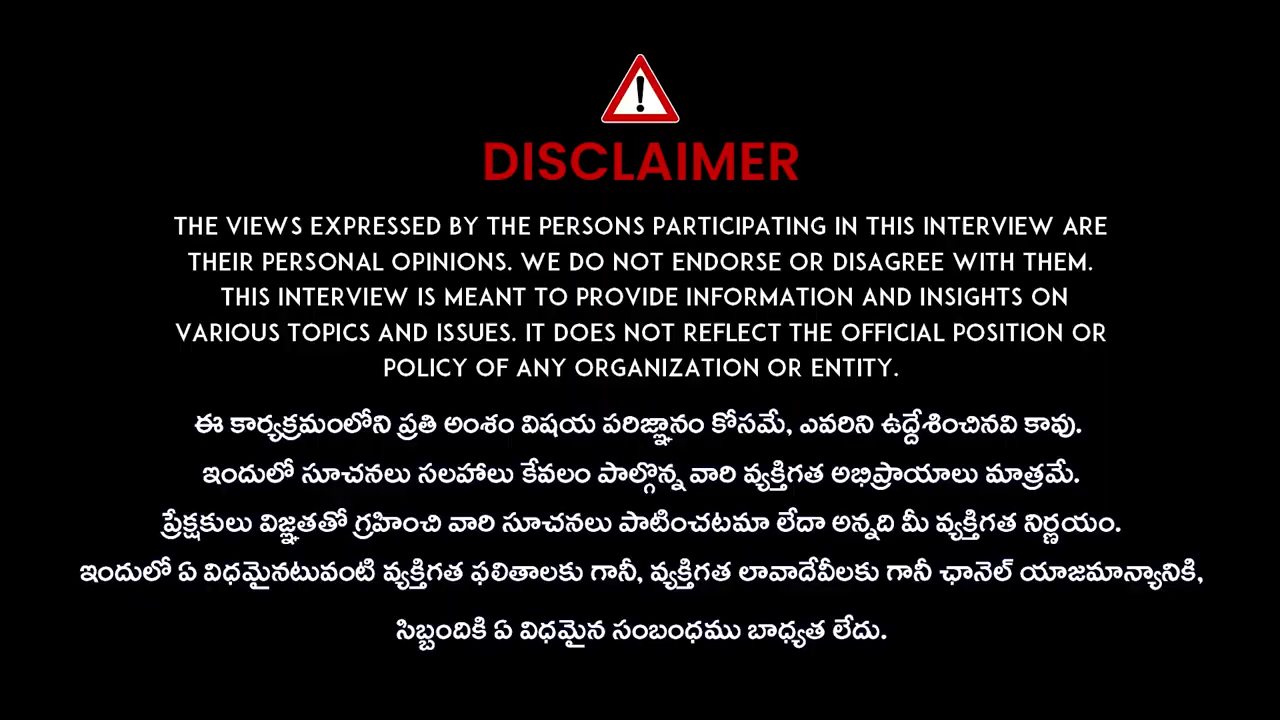 DISCLAIMER
THE VIEWS EXPRESSED BY THE PERSONS PARTICIPATING IN THIS INTERVIEW ARE
THEIR PERSONAL OPINIONS. WE DO NOT ENDORSE OR DISAGREE WITH THEM.
THIS INTERVIEW IS MEANT TO PROVIDE INFORMATION AND INSIGHTS ON
VARIOUS TOPICS AND ISSUES. IT DOES NOT REFLECT THE OFFICIAL POSITION OR
POLICY OF ANY ORGANIZATION OR ENTITY.
ఈ కార్యక్రమంలోని ప్రతి అంశం విషయ పరిజ్ఞానం కోసమే, ఎవరిని ఉద్దేశించినవి కావు.
ఇందులో సూచనలు సలహాలు కేవలం పాల్గొన్న వారి వ్యక్తిగత అభిప్రాయాలు మాత్రమే.
ప్రేక్షకులు విజ్ఞతతో గ్రహించి వారి సూచనలు పాటించటమా లేదా అన్నది మీ వ్యక్తిగత నిర్ణయం.
ఇందులో ఏ విధమైనటువంటి వ్యక్తిగత ఫలితాలకు గానీ, వ్యక్తిగత లావాదేవీలకు గానీ ఛానెల్ యాజమాన్యానికి,
సిబ్బందికి ఏ విధమైన సంబంధము బాధ్యత లేదు.